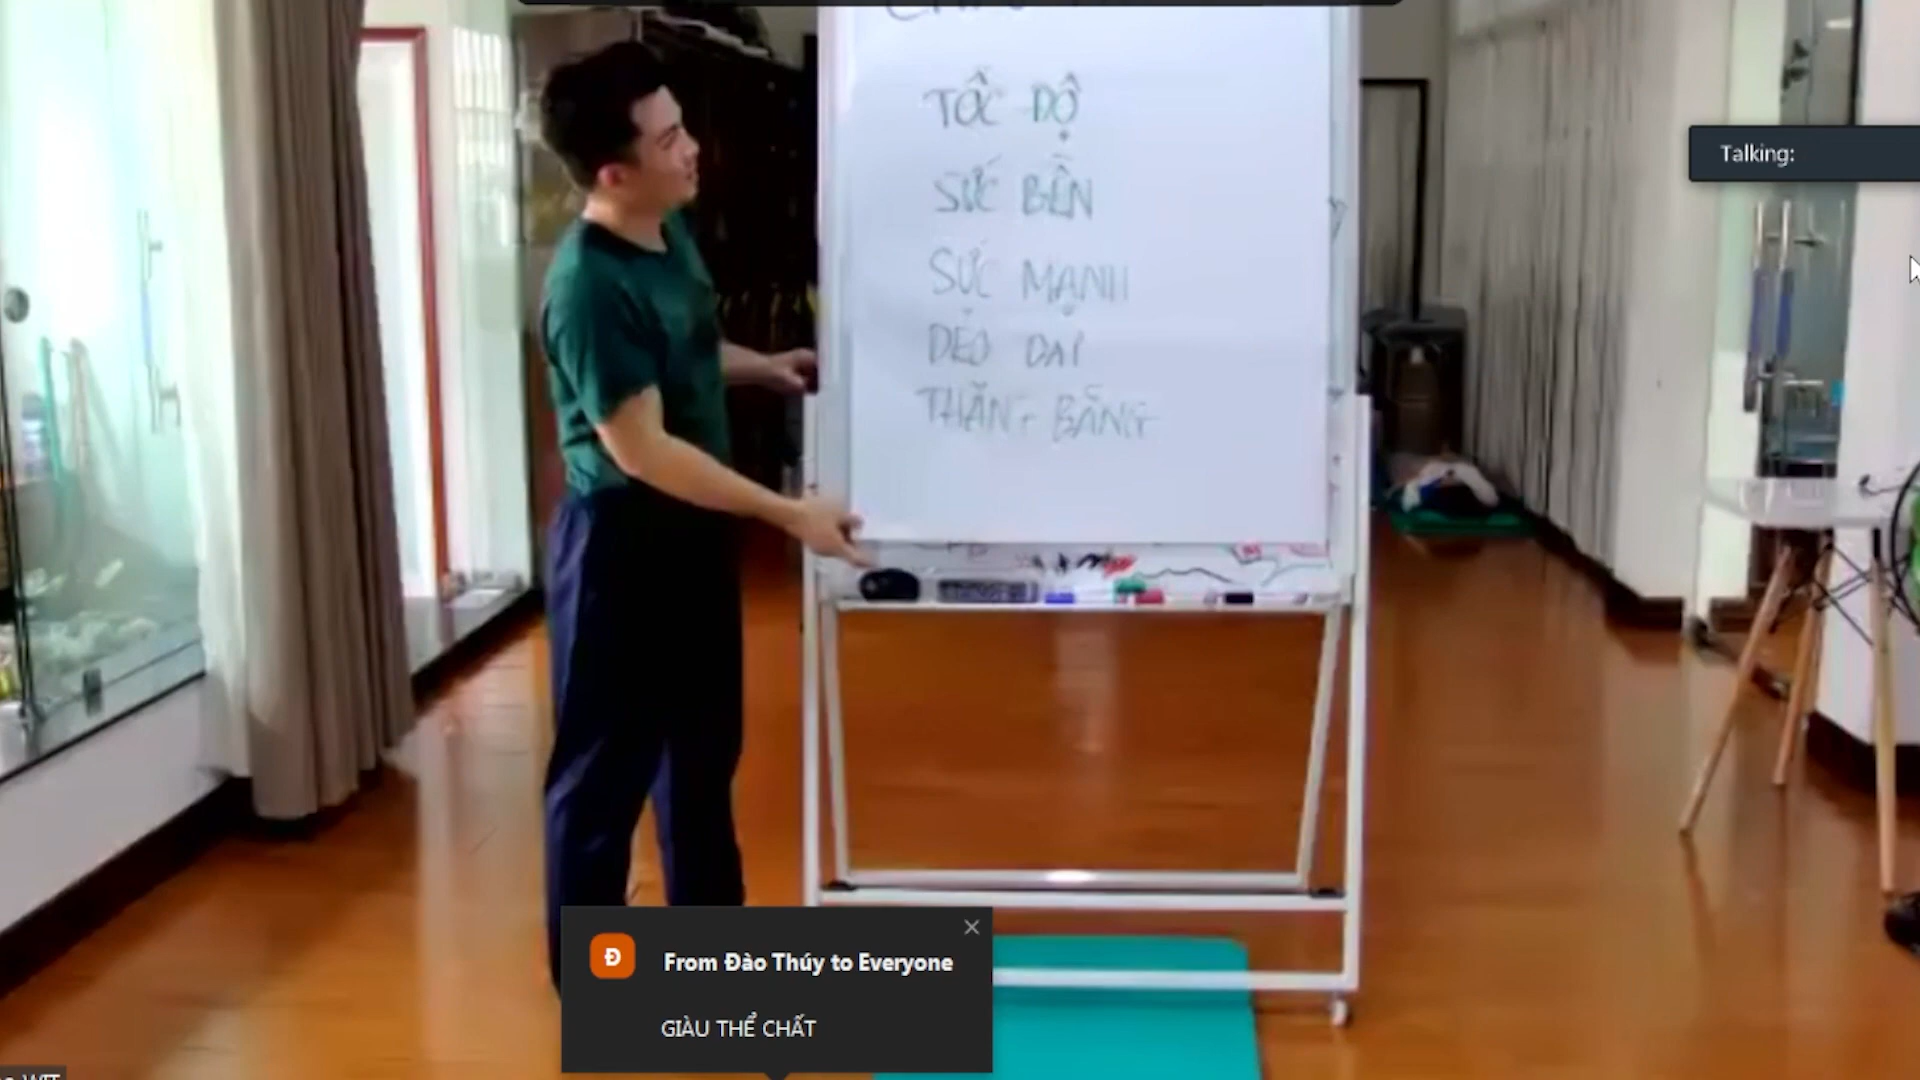 TỐC ĐỘ
Talking:
SỨC BỀN
SỨC MẠNH
DẺO DAI
THĂNG BẰNG
From Đào Thúy to Everyone
GIÀU THỂ CHẤT